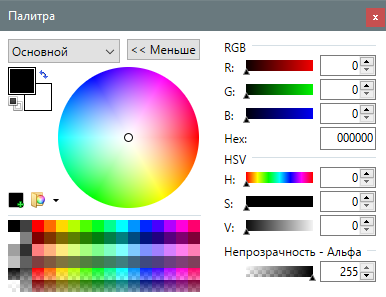 Палитра
Основной
<< Меньше
RGB
R: 0
G: 0
B: 0
Hex: 000000
HSV
H: 0
S: 0
V: 0
Непрозрачность - Альфа
255